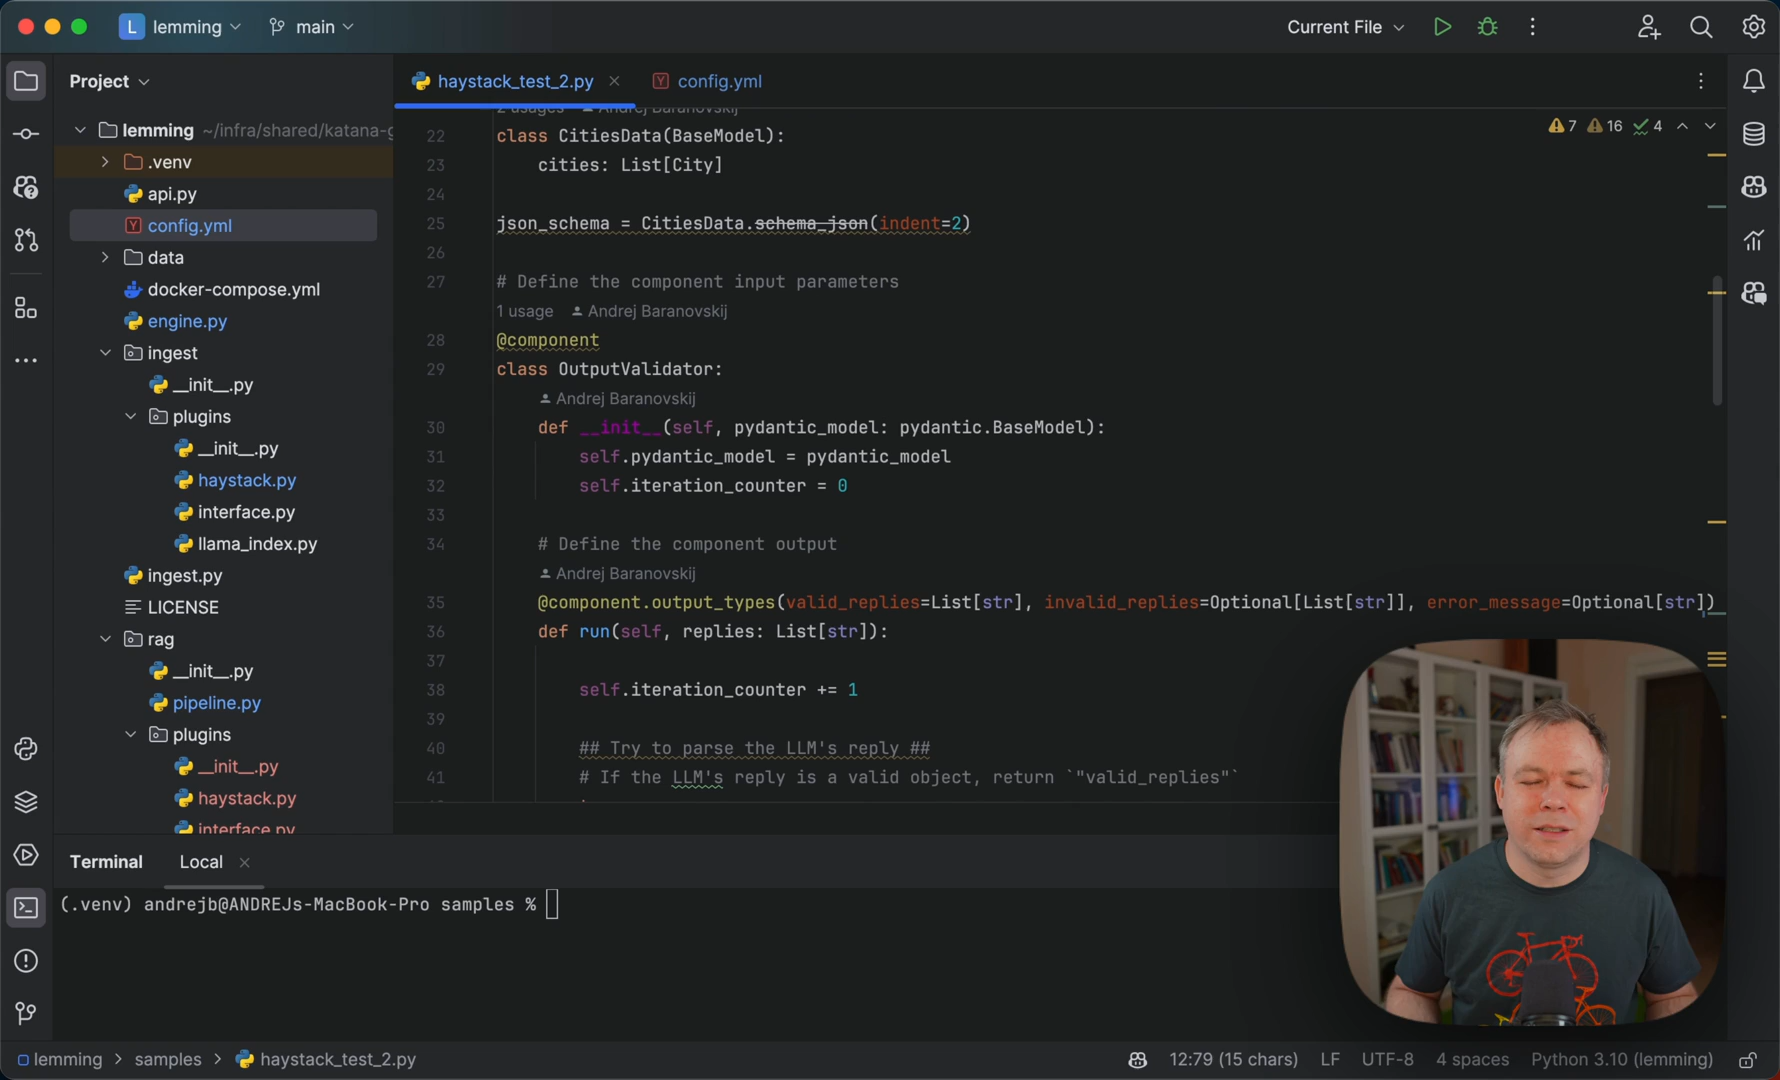 L lemming main Current File
Project haystack_test_2.py config.yml
lemming ~/infra/shared/katana-g
.venv
api.py
config.yml
data
docker-compose.yml
engine.py
ingest
__init__.py
plugins
__init__.py
haystack.py
interface.py
llama_index.py
ingest.py
LICENSE
rag
__init__.py
pipeline.py
plugins
__init__.py
haystack.py
interface.py
2 usages Andrej Baranovskij
7 16 4
22 class CitiesData(BaseModel):
23 cities: List[City]
24
25 json_schema = CitiesData.schema_json(indent=2)
26
27 # Define the component input parameters
1 usage Andrej Baranovskij
28 @component
29 class OutputValidator:
Andrej Baranovskij
30 def __init__(self, pydantic_model: pydantic.BaseModel):
31 self.pydantic_model = pydantic_model
32 self.iteration_counter = 0
33
34 # Define the component output
Andrej Baranovskij
35 @component.output_types(valid_replies=List[str], invalid_replies=Optional[List[str]], error_message=Optional[str])
36 def run(self, replies: List[str]):
37
38 self.iteration_counter += 1
39
40 ## Try to parse the LLM's reply ##
41 # If the LLM's reply is a valid object, return `"valid_replies"`
Terminal Local
(.venv) andrejb@ANDREJs-MacBook-Pro samples %
lemming > samples > haystack_test_2.py 12:79 (15 chars) LF UTF-8 4 spaces Python 3.10 (lemming)